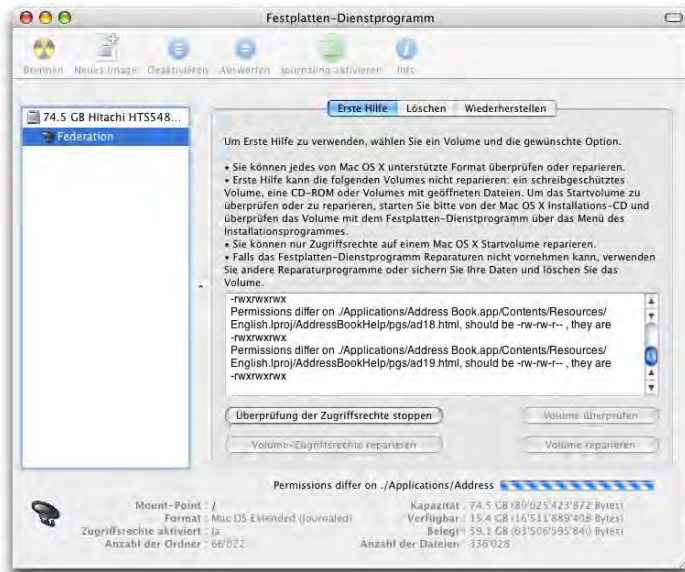 Festplatten-Dienstprogramm
Brennen Neues Image Deaktivieren Auswerfen Journaling aktivieren Info
74.5 GB Hitachi HTS548...
Federation
Erste Hilfe Löschen Wiederherstellen
Um Erste Hilfe zu verwenden, wählen Sie ein Volume und die gewünschte Option.
• Sie können jedes von Mac OS X unterstützte Format überprüfen oder reparieren.
• Erste Hilfe kann die folgenden Volumes nicht reparieren: ein schreibgeschütztes
Volume, eine CD-ROM oder Volumes mit geöffneten Dateien. Um das Startvolume zu
überprüfen oder zu reparieren, starten Sie bitte von der Mac OS X Installations-CD und
überprüfen das Volume mit dem Festplatten-Dienstprogramm über das Menü des
Installationsprogrammes.
• Sie können nur Zugriffsrechte auf einem Mac OS X Startvolume reparieren.
• Falls das Festplatten-Dienstprogramm Reparaturen nicht vornehmen kann, verwenden
Sie andere Reparaturprogramme oder sichern Sie Ihre Daten und löschen Sie das
Volume.
-rwxrwxrwx
Permissions differ on ./Applications/Address Book.app/Contents/Resources/
English.lproj/AddressBookHelp/pgs/ad18.html, should be -rw-rw-r-- , they are
-rwxrwxrwx
Permissions differ on ./Applications/Address Book.app/Contents/Resources/
English.lproj/AddressBookHelp/pgs/ad19.html, should be -rw-rw-r-- , they are
-rwxrwxrwx
Überprüfung der Zugriffsrechte stoppen Volume überprüfen
Volume-Zugriffsrechte reparieren Volume reparieren
Permissions differ on ./Applications/Address
Mount-Point : / Kapazität : 74.5 GB (80'025'423'872 Bytes)
Format : Mac OS Extended (Journaled) Verfügbar : 15.4 GB (16'511'889'408 Bytes)
Zugriffsrechte aktiviert : Ja Belegt : 59.1 GB (63'506'595'840 Bytes)
Anzahl der Ordner : 66'022 Anzahl der Dateien : 336'028